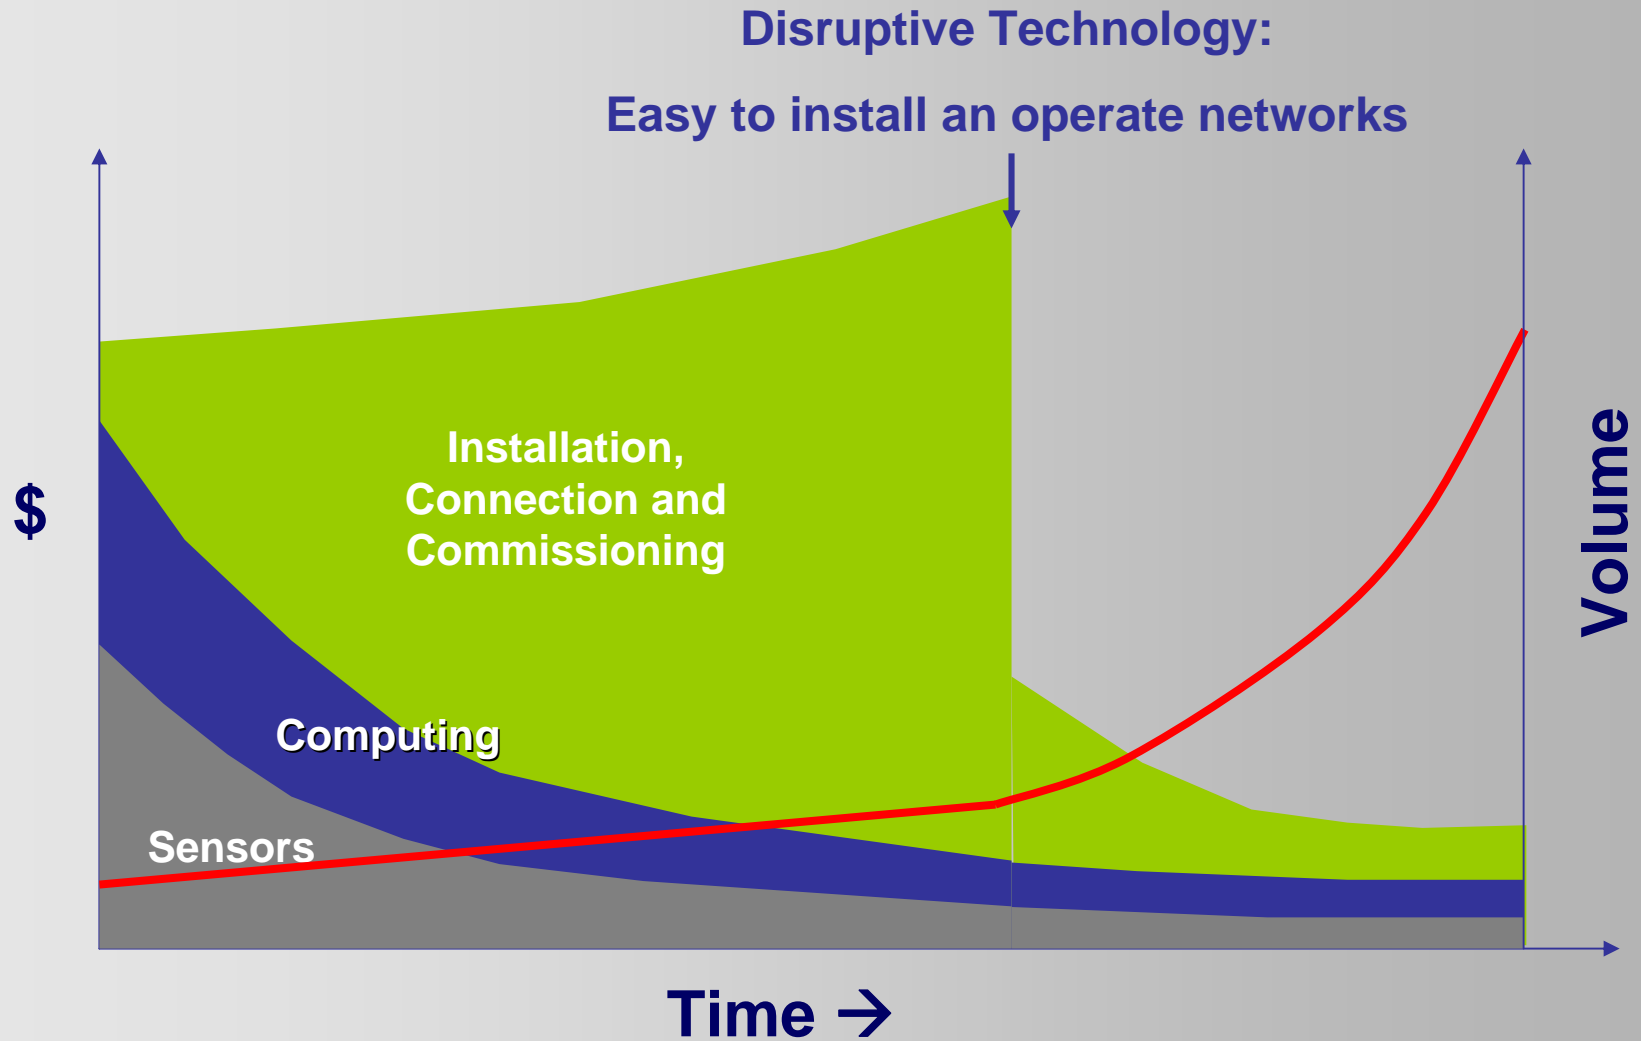 Disruptive Technology:
Easy to install an operate networks
$
Installation,
Connection and
Commissioning
Computing
Sensors
Volume
Time →